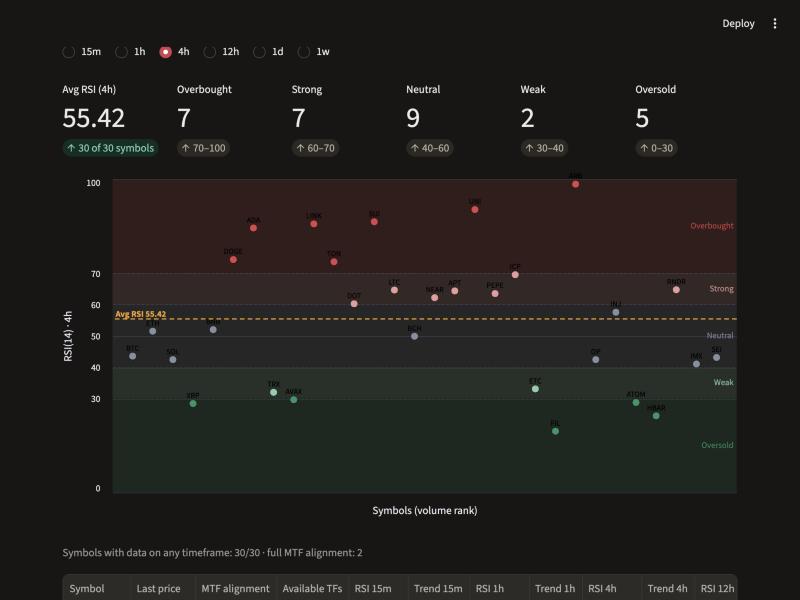 Deploy
15m 1h 4h 12h 1d 1w
Avg RSI (4h) Overbought Strong Neutral Weak Oversold
55.42 7 7 9 2 5
↑ 30 of 30 symbols ↑ 70–100 ↑ 60–70 ↑ 40–60 ↑ 30–40 ↑ 0–30
100
ARB
UNI
ADA
LINK
SUI
Overbought
DOGE
TON
70
ICP
LTC
NEAR
APT
PEPE
RNDR
Strong
DOT
60
INJ
Avg RSI 55.42
ETH
50
BCH
Neutral
BTC
SOL
OP
IMX
SEI
40
TRX
AVAX
ETC
Weak
30
XRP
ATOM
HBAR
FIL
Oversold
0
RSI(14) · 4h
Symbols (volume rank)
Symbols with data on any timeframe: 30/30 · full MTF alignment: 2
Symbol Last price MTF alignment Available TFs RSI 15m Trend 15m RSI 1h Trend 1h RSI 4h Trend 4h RSI 12h